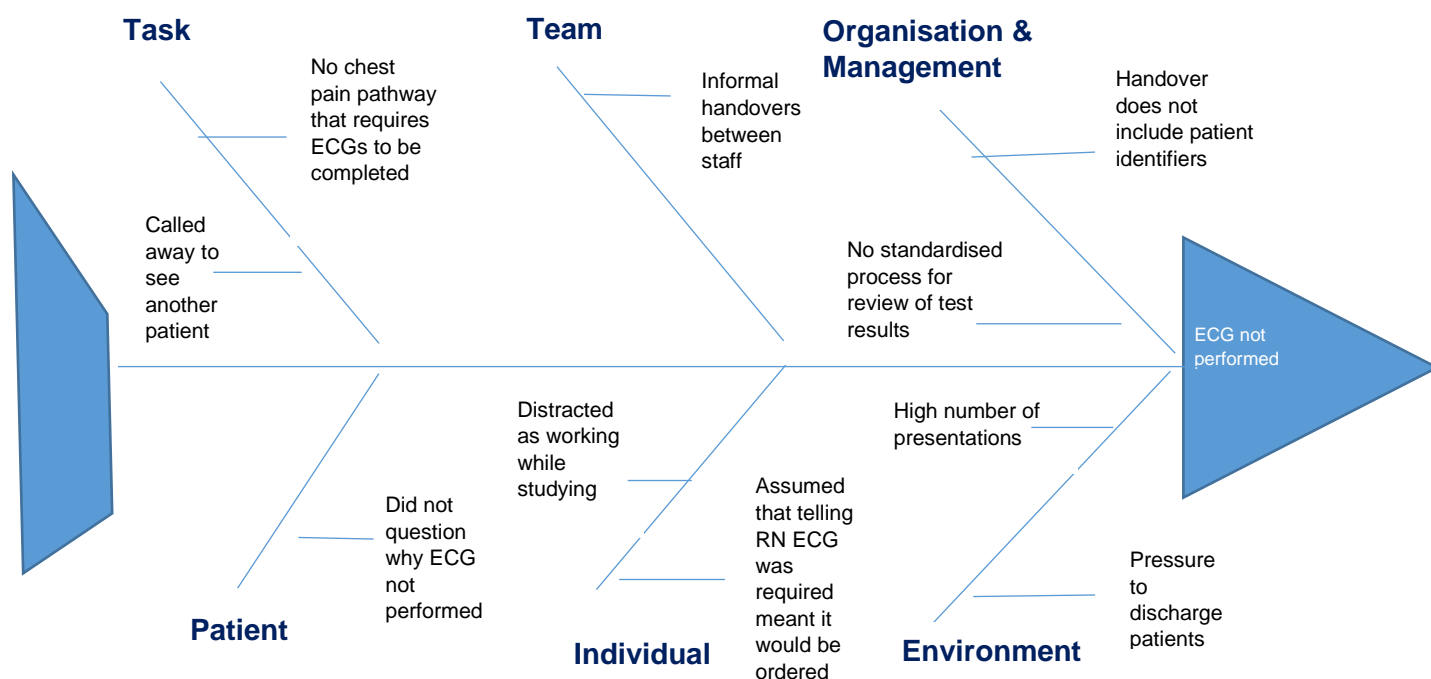 Task
No chest
pain pathway
that requires
ECGs to be
completed
Called
away to
see
another
patient
Team
Informal
handovers
between
staff
Organisation &
Management
Handover
does not
include patient
identifiers
No standardised
process for
review of test
results
ECG not
performed
Did not
question
why ECG
not
performed
Patient
Distracted
as working
while
studying
Assumed
that telling
RN ECG
was
required
meant it
would be
ordered
Individual
High number of
presentations
Pressure
to
discharge
patients
Environment